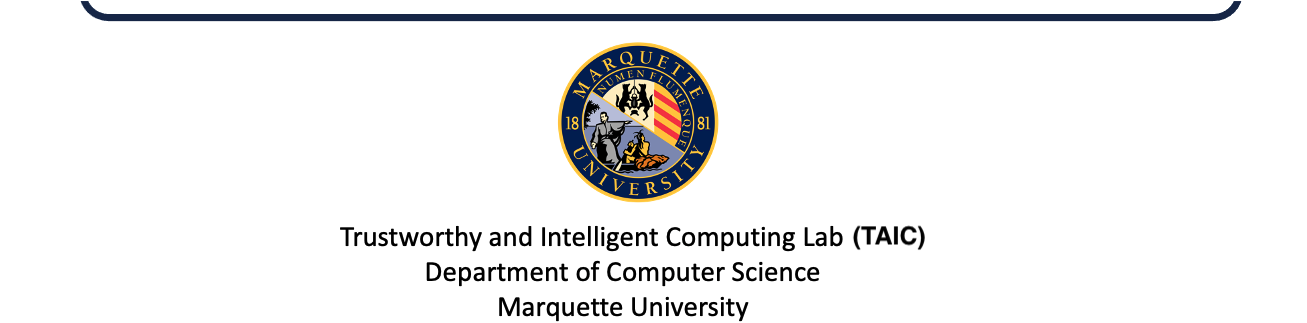 MARQUETTE
NUMEN FLUMENQUE
18 81
UNIVERSITY
Trustworthy and Intelligent Computing Lab (TAIC)
Department of Computer Science
Marquette University